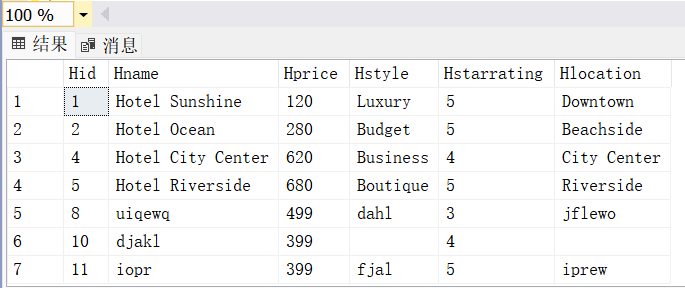 100 %
结果 消息
Hid Hname Hprice Hstyle Hstarrating Hlocation
1 1 Hotel Sunshine 120 Luxury 5 Downtown
2 2 Hotel Ocean 280 Budget 5 Beachside
3 4 Hotel City Center 620 Business 4 City Center
4 5 Hotel Riverside 680 Boutique 5 Riverside
5 8 uiqewq 499 dahl 3 jflewo
6 10 djakl 399 4
7 11 iopr 399 fjal 5 iprew